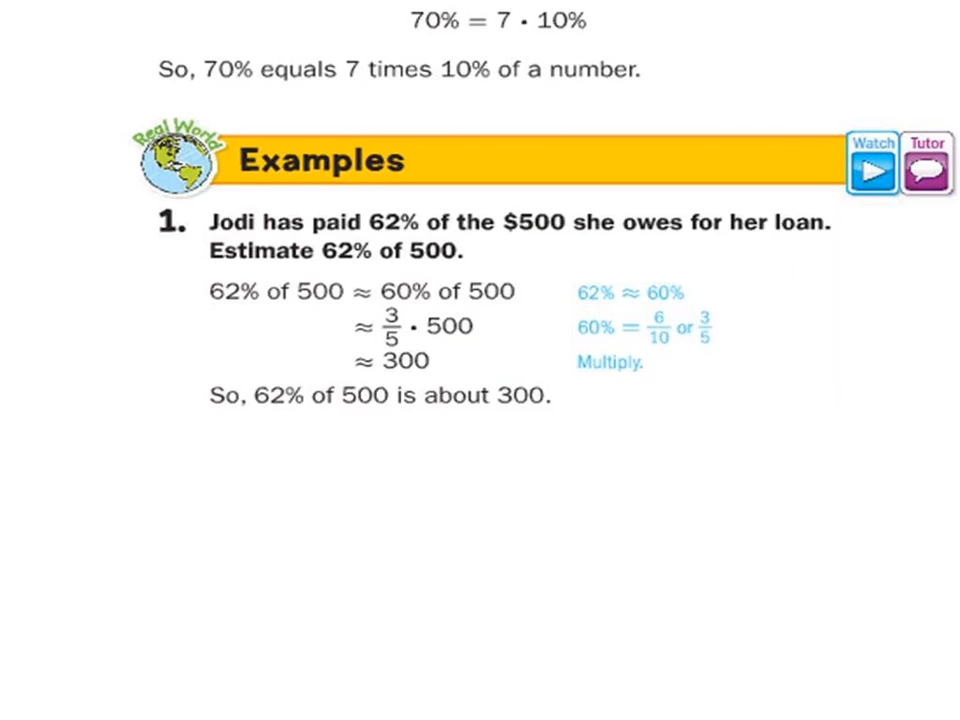 70% = 7 • 10%
So, 70% equals 7 times 10% of a number.
Real World
Examples
Watch Tutor
1. Jodi has paid 62% of the $500 she owes for her loan.
Estimate 62% of 500.
62% of 500 ≈ 60% of 500 62% ≈ 60%
≈ 3/5 • 500 60% = 6/10 or 3/5
≈ 300 Multiply.
So, 62% of 500 is about 300.